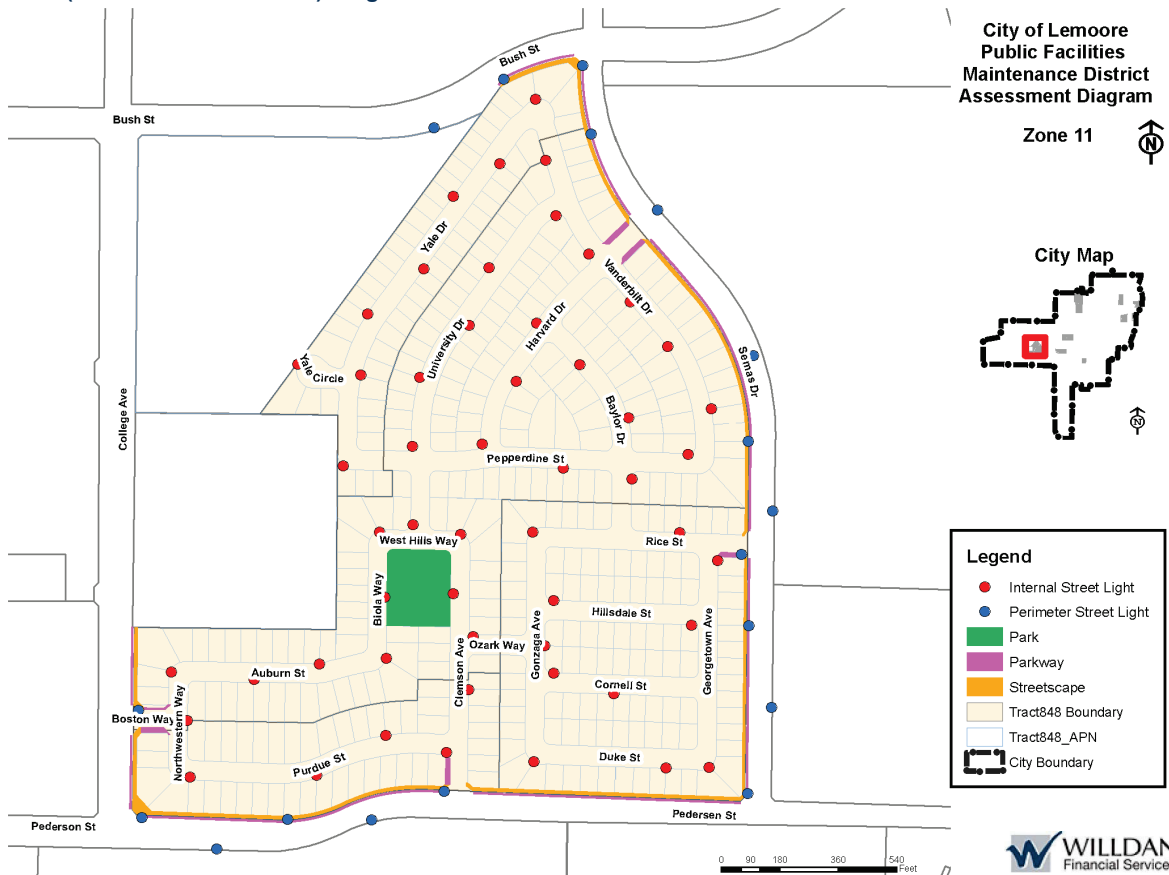 City of Lemoore
Public Facilities
Maintenance District
Assessment Diagram
Zone 11
N
Bush St
Bush St
Yale Dr
Vanderbilt Dr
Harvard Dr
University Dr
Semas Dr
Yale
Circle
College Ave
Baylor Dr
Pepperdine St
West Hills Way
Rice St
Biola Way
Hillsdale St
Gonzaga Ave
Georgetown Ave
Clemson Ave
Ozark Way
Auburn St
Cornell St
Boston Way
Northwestern Way
Purdue St
Duke St
Pederson St
Pedersen St
City Map
N
Legend
Internal Street Light
Perimeter Street Light
Park
Parkway
Streetscape
Tract848 Boundary
Tract848_APN
City Boundary
0 90 180 360 540
Feet
WILLDAN
Financial Service